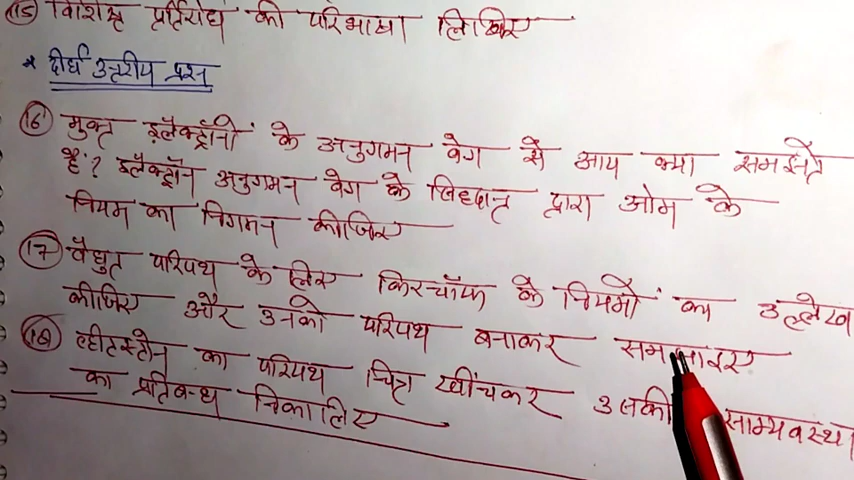 (15) विशिष्ट प्रतिरोध की परिभाषा लिखिए
* दीर्घ उत्तरीय प्रश्न
(16) मुक्त इलैक्ट्रॉनों के अनुगमन वेग से आप क्या समझते
हैं? इलैक्ट्रॉन अनुगमन वेग के सिद्धान्त द्वारा ओम के
नियम का निगमन कीजिए
(17) वैधुत परिपथ के लिए किरचॉफ के नियमों का उल्लेख
कीजिए और उनको परिपथ बनाकर समझाइए
(18) व्हीटस्टोन का परिपथ चित्र खींचकर उसकी साम्यवस्था
का प्रतिबन्ध निकालिए